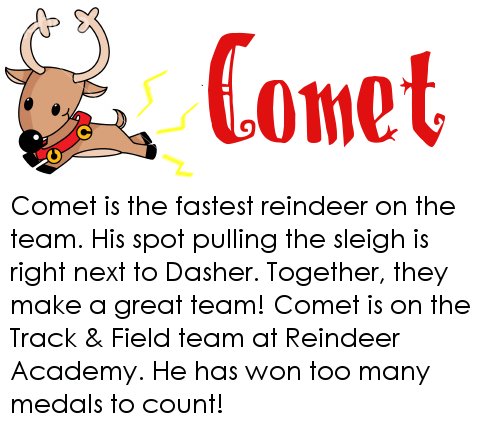 Comet
Comet is the fastest reindeer on the
team. His spot pulling the sleigh is
right next to Dasher. Together, they
make a great team! Comet is on the
Track & Field team at Reindeer
Academy. He has won too many
medals to count!